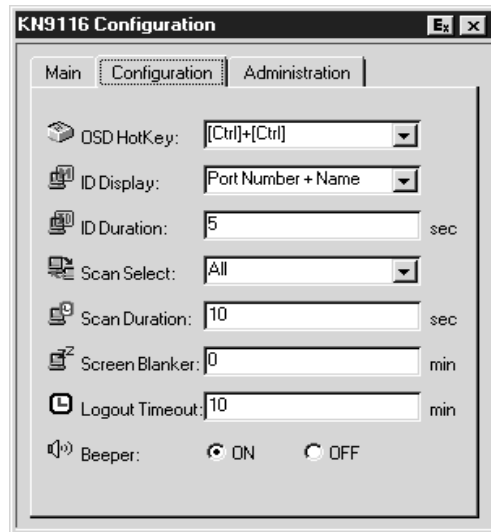 KN9116 Configuration Ex
Main Configuration Administration
OSD HotKey: [Ctrl]+[Ctrl]
ID Display: Port Number + Name
ID Duration: 5 sec
Scan Select: All
Scan Duration: 10 sec
Screen Blanker: 0 min
Logout Timeout: 10 min
Beeper: ON OFF